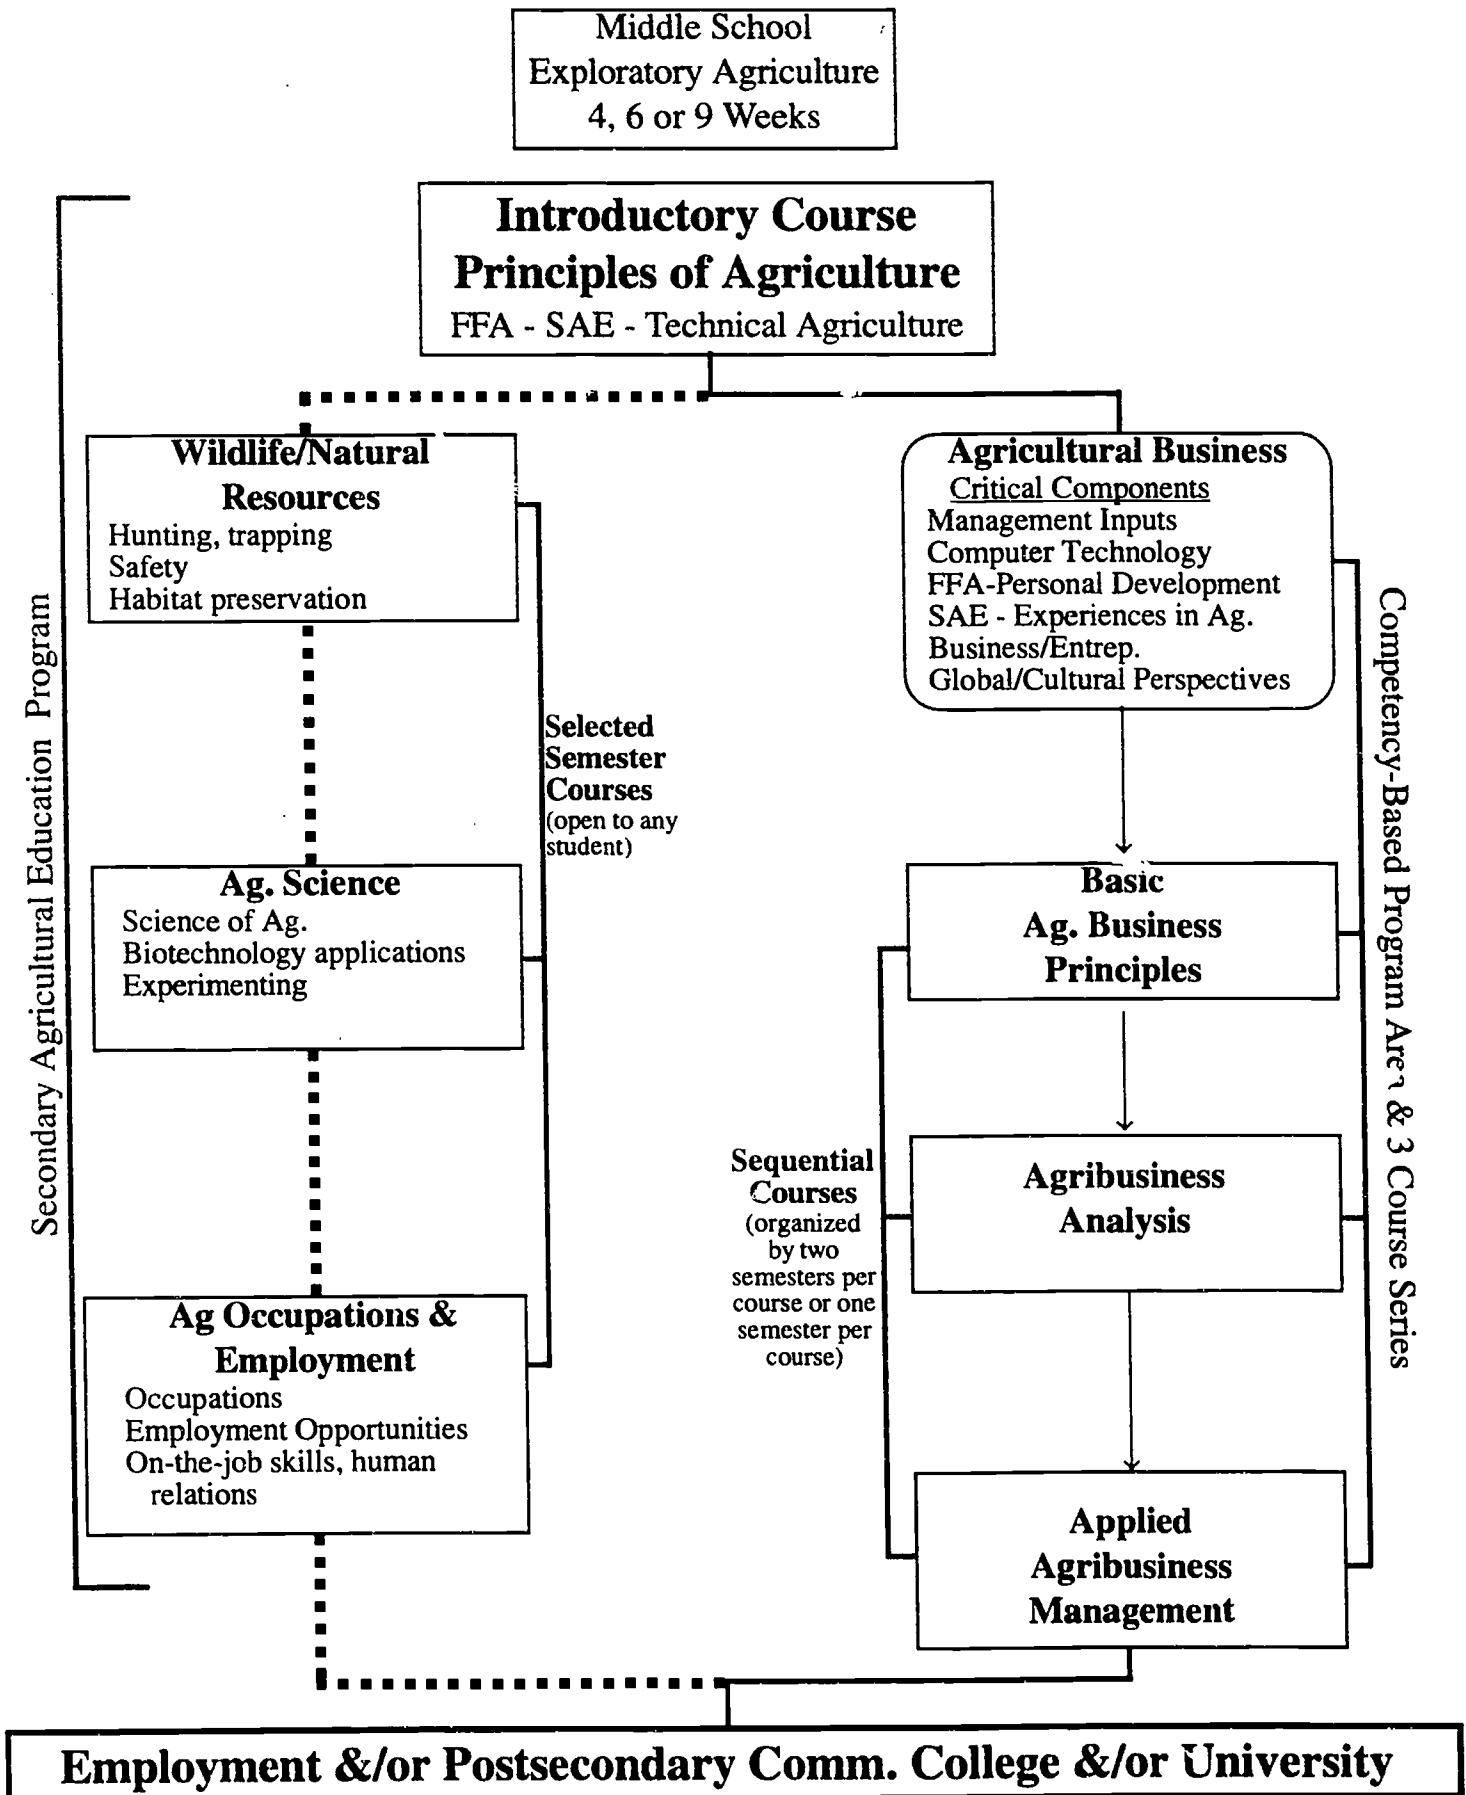 Middle School
Exploratory Agriculture
4, 6 or 9 Weeks
Introductory Course
Principles of Agriculture
FFA - SAE - Technical Agriculture
Secondary Agricultural Education Program
Wildlife/Natural
Resources
Hunting, trapping
Safety
Habitat preservation
Selected
Semester
Courses
(open to any
student)
Ag. Science
Science of Ag.
Biotechnology applications
Experimenting
Ag Occupations &
Employment
Occupations
Employment Opportunities
On-the-job skills, human
relations
Agricultural Business
Critical Components
Management Inputs
Computer Technology
FFA-Personal Development
SAE - Experiences in Ag.
Business/Entrep.
Global/Cultural Perspectives
Competency-Based Program Area & 3 Course Series
Basic
Ag. Business
Principles
Sequential
Courses
(organized
by two
semesters per
course or one
semester per
course)
Agribusiness
Analysis
Applied
Agribusiness
Management
Employment &/or Postsecondary Comm. College &/or University